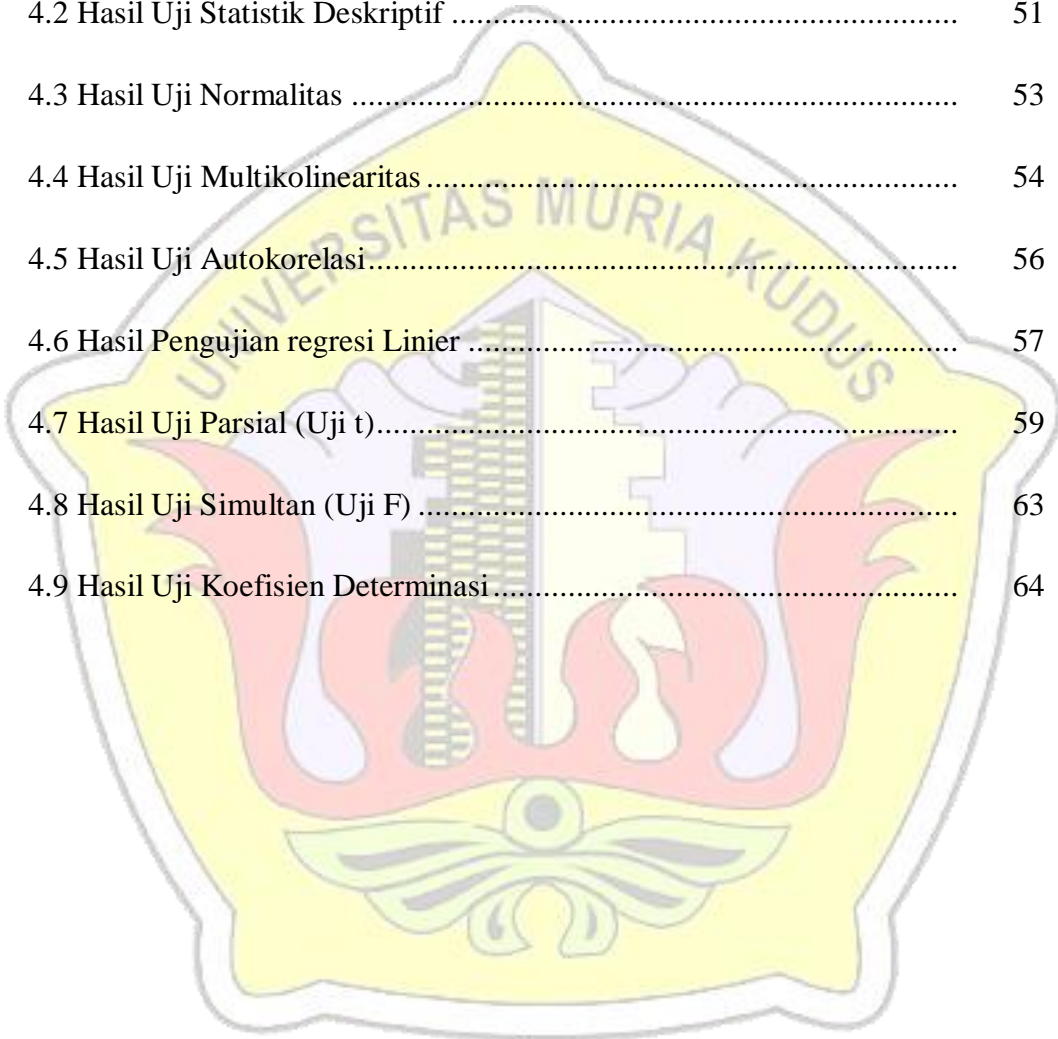 4.2 Hasil Uji Statistik Deskriptif ........................................................................... 51
4.3 Hasil Uji Normalitas .......................................................................................... 53
4.4 Hasil Uji Multikolinearitas ............................................................................... 54
4.5 Hasil Uji Autokorelasi ....................................................................................... 56
4.6 Hasil Pengujian regresi Linier ......................................................................... 57
4.7 Hasil Uji Parsial (Uji t) ...................................................................................... 59
4.8 Hasil Uji Simultan (Uji F) ................................................................................ 63
4.9 Hasil Uji Koefisien Determinasi ..................................................................... 64
UNIVERSITAS MURIA KUDUS